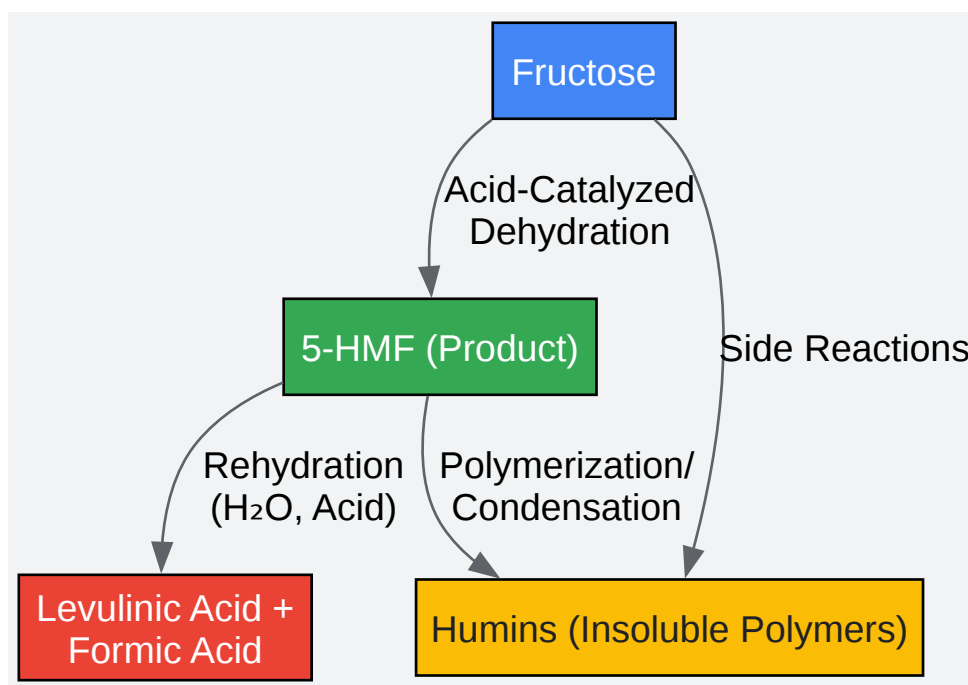 Fructose
Acid-Catalyzed
Dehydration
5-HMF (Product)
Side Reactions
Rehydration
(H₂O, Acid)
Polymerization/
Condensation
Levulinic Acid +
Formic Acid
Humins (Insoluble Polymers)